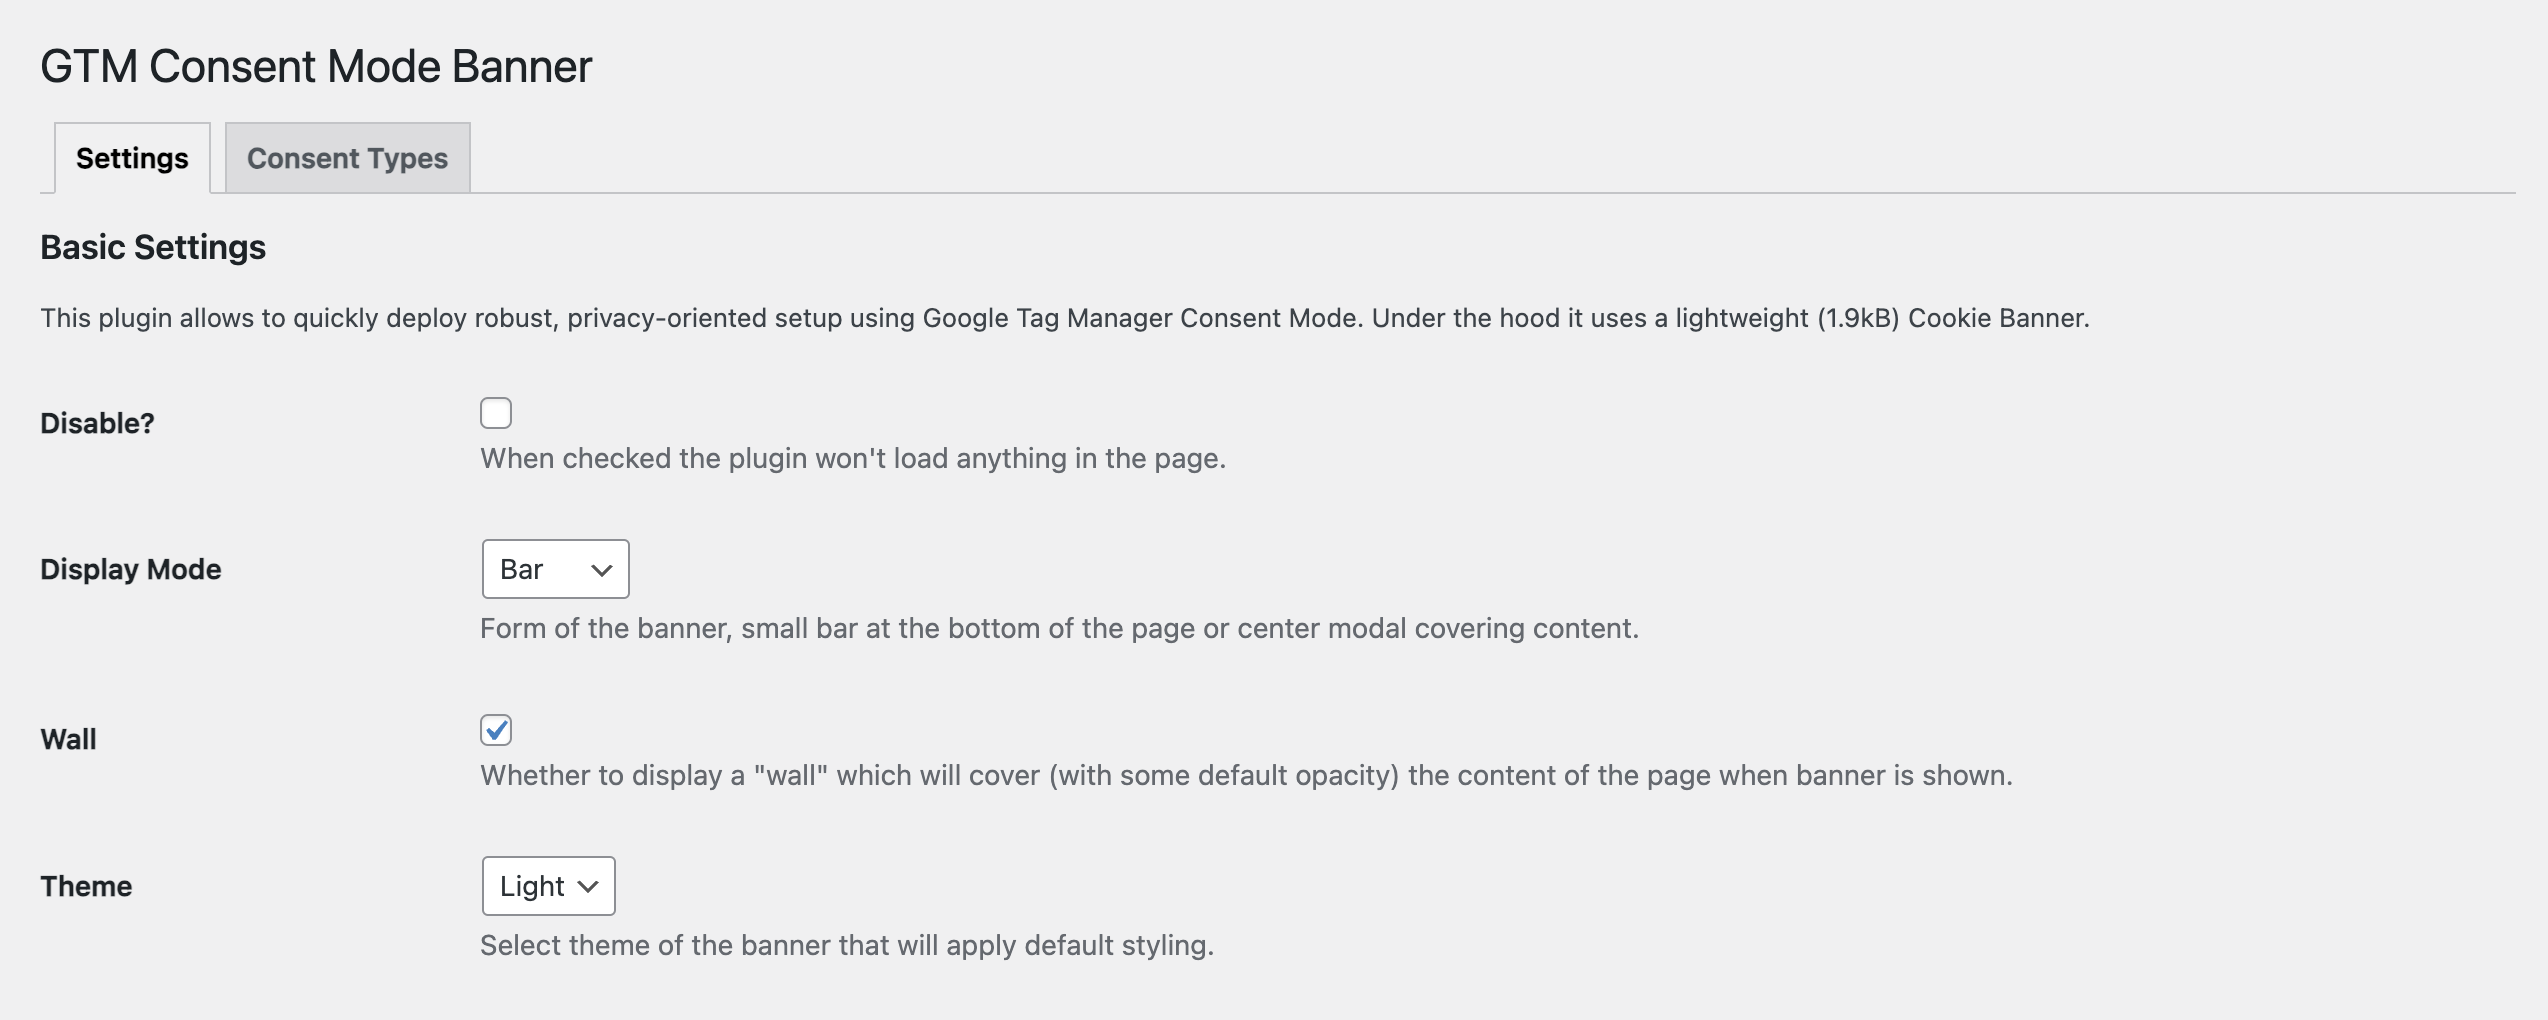 GTM Consent Mode Banner
Settings
Consent Types
Basic Settings
This plugin allows to quickly deploy robust, privacy-oriented setup using Google Tag Manager Consent Mode. Under the hood it uses a lightweight (1.9kB) Cookie Banner.
Disable?
When checked the plugin won't load anything in the page.
Display Mode
Bar
Form of the banner, small bar at the bottom of the page or center modal covering content.
Wall
Whether to display a "wall" which will cover (with some default opacity) the content of the page when banner is shown.
Theme
Light
Select theme of the banner that will apply default styling.